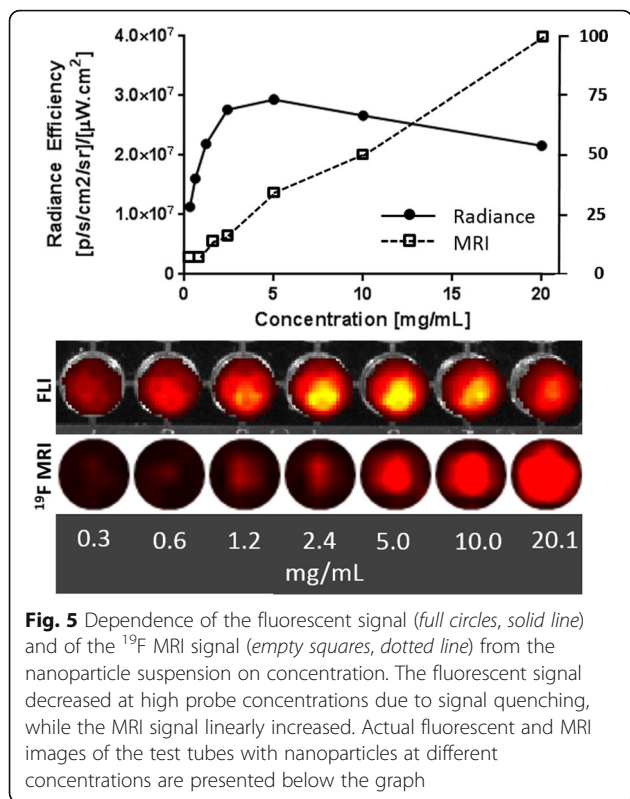 4.0×10⁷
3.0×10⁷
2.0×10⁷
1.0×10⁷
0
Radiance Efficiency
[p/s/cm2/sr]/[µW.cm²]
100
75
50
25
0
Radiance
MRI
0 5 10 15 20
Concentration [mg/mL]
FLI
¹⁹F MRI
0.3 0.6 1.2 2.4 5.0 10.0 20.1
mg/mL
Fig. 5 Dependence of the fluorescent signal (full circles, solid line)
and of the ¹⁹F MRI signal (empty squares, dotted line) from the
nanoparticle suspension on concentration. The fluorescent signal
decreased at high probe concentrations due to signal quenching,
while the MRI signal linearly increased. Actual fluorescent and MRI
images of the test tubes with nanoparticles at different
concentrations are presented below the graph